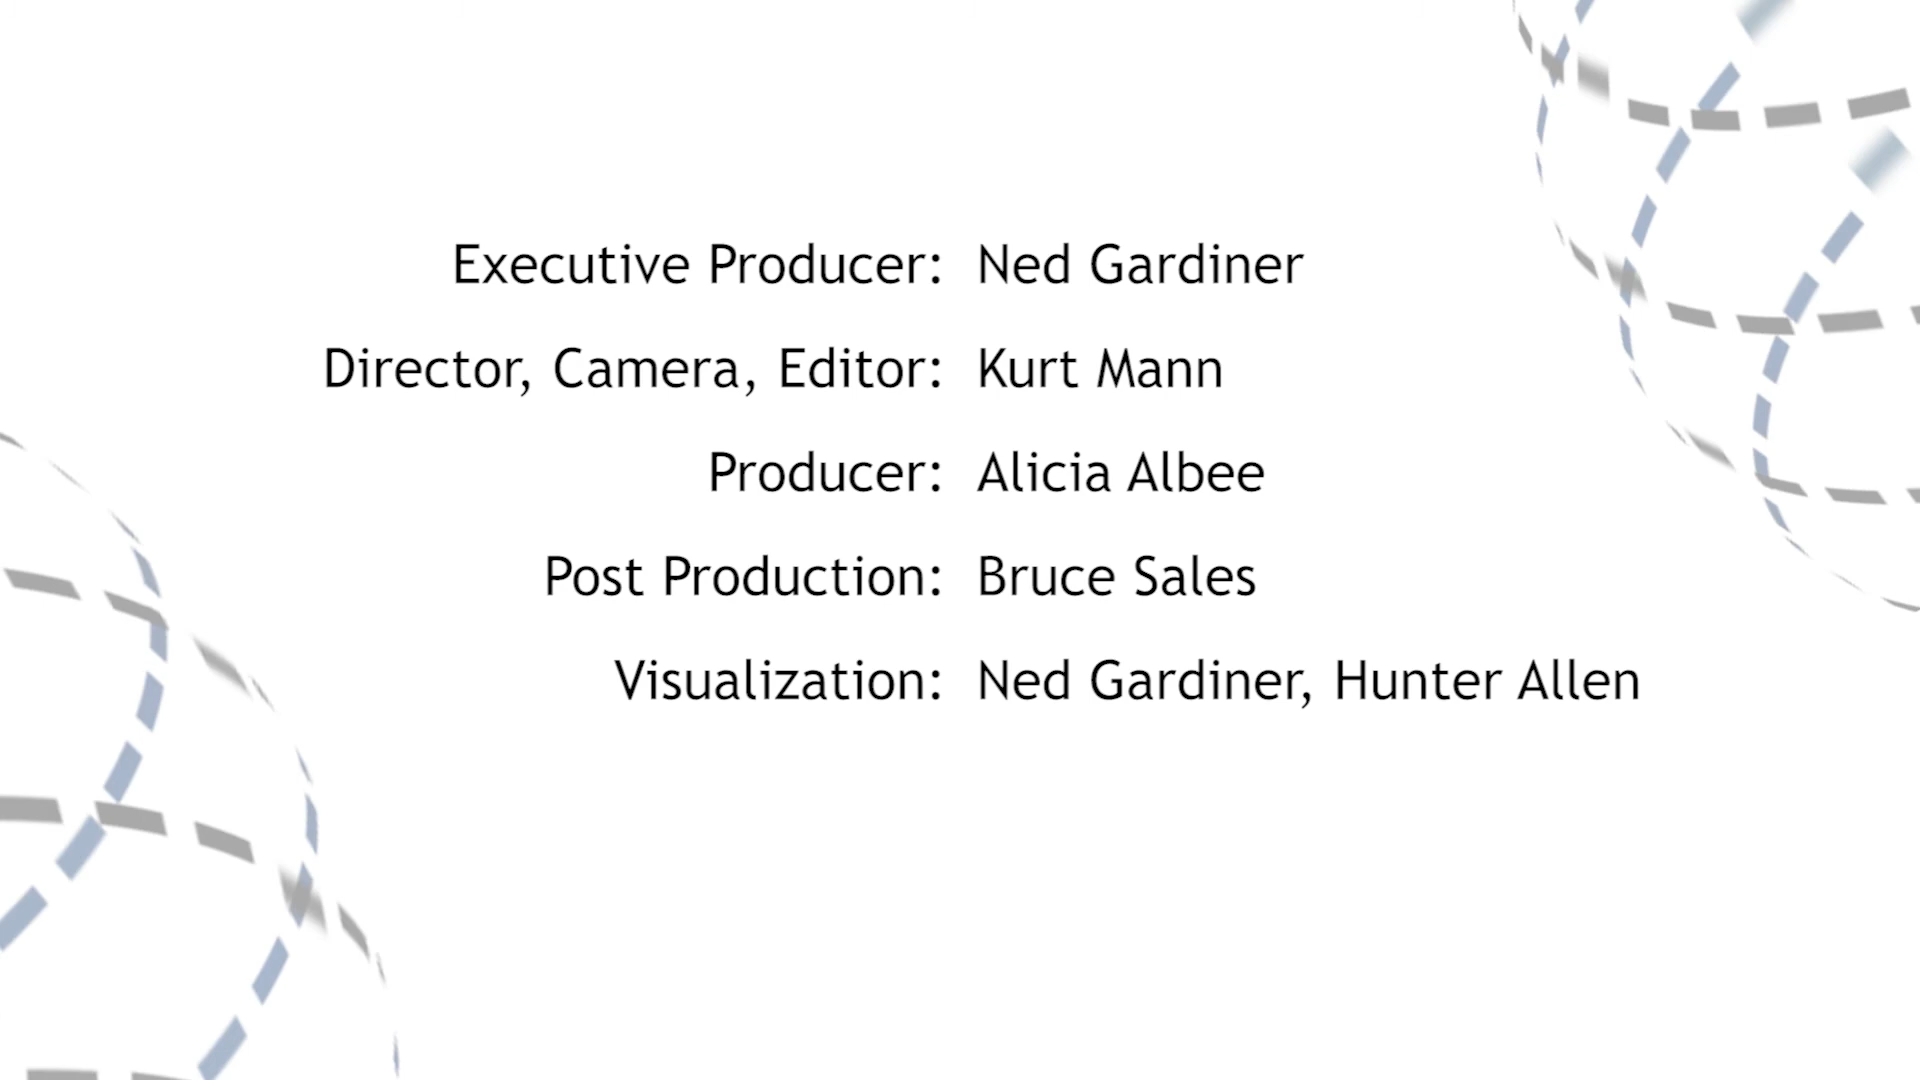 Executive Producer: Ned Gardiner
Director, Camera, Editor: Kurt Mann
Producer: Alicia Albee
Post Production: Bruce Sales
Visualization: Ned Gardiner, Hunter Allen